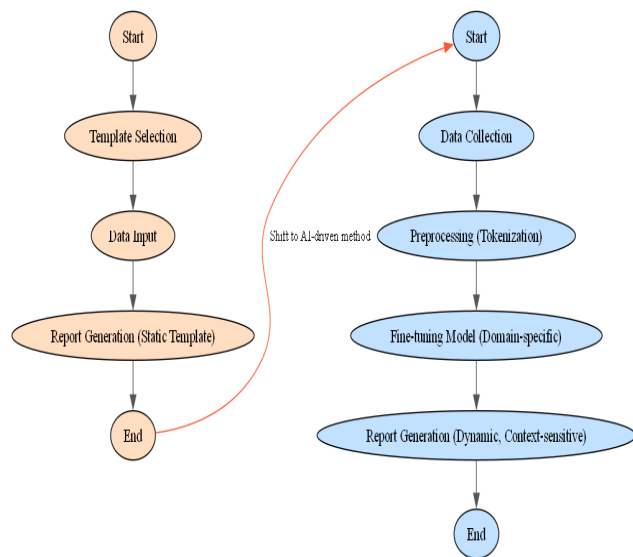 Start
Template Selection
Data Input
Report Generation (Static Template)
End
Shift to AI-driven method
Start
Data Collection
Preprocessing (Tokenization)
Fine-tuning Model (Domain-specific)
Report Generation (Dynamic, Context-sensitive)
End